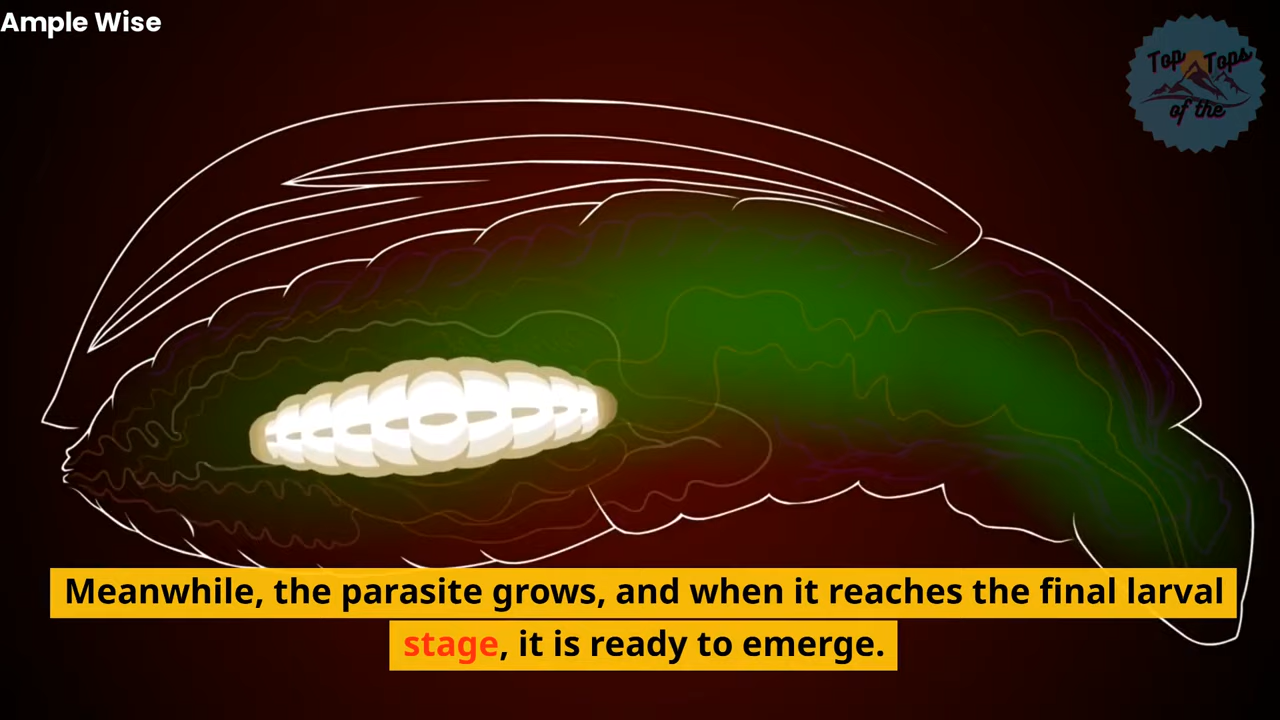 Ample Wise
Top Tops
of the
Meanwhile, the parasite grows, and when it reaches the final larval
stage, it is ready to emerge.